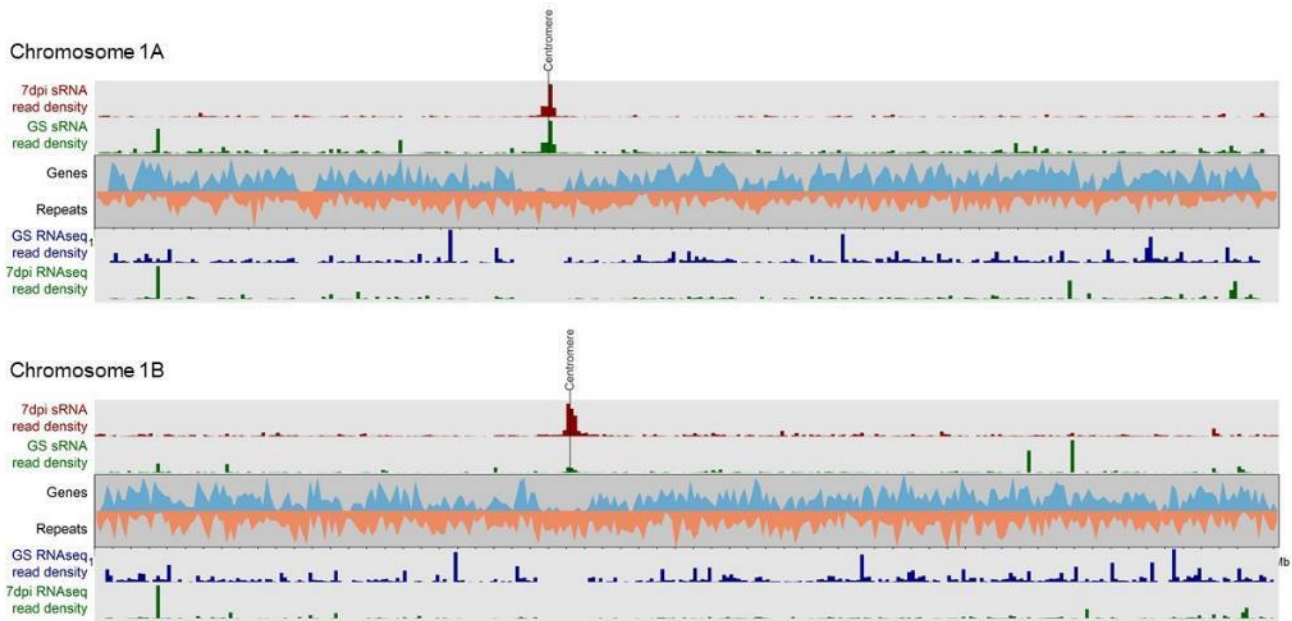 Centromere
Chromosome 1A
7dpi sRNA
read density
GS sRNA
read density
Genes
Repeats
GS RNAseq
read density
7dpi RNAseq
read density
Centromere
Chromosome 1B
7dpi sRNA
read density
GS sRNA
read density
Genes
Repeats
GS RNAseq
read density
7dpi RNAseq
read density